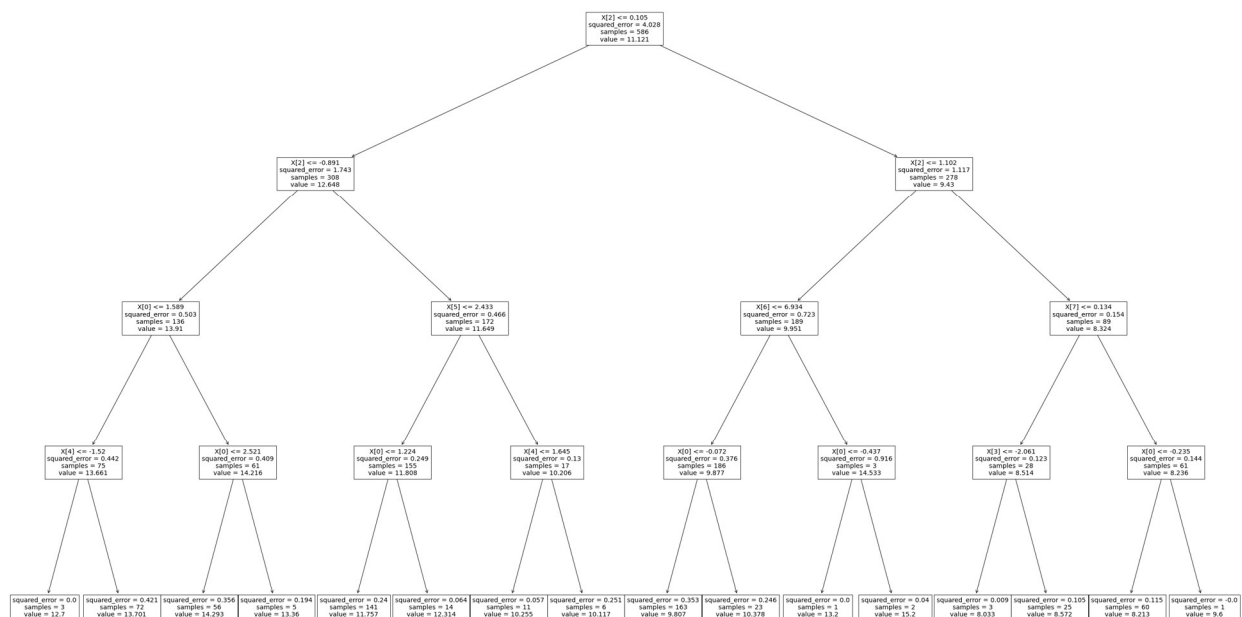 X[2] <= 0.105
squared_error = 4.028
samples = 586
value = 11.121
X[2] <= -0.891
squared_error = 1.743
samples = 308
value = 12.648
X[2] <= 1.102
squared_error = 1.117
samples = 278
value = 9.43
X[0] <= 1.589
squared_error = 0.503
samples = 136
value = 13.91
X[5] <= 2.433
squared_error = 0.466
samples = 172
value = 11.649
X[6] <= 6.934
squared_error = 0.723
samples = 189
value = 9.951
X[7] <= 0.134
squared_error = 0.154
samples = 89
value = 8.324
X[4] <= -1.52
squared_error = 0.442
samples = 75
value = 13.661
X[0] <= 2.521
squared_error = 0.409
samples = 61
value = 14.216
X[0] <= 1.224
squared_error = 0.249
samples = 155
value = 11.808
X[4] <= 1.645
squared_error = 0.13
samples = 17
value = 10.206
X[0] <= -0.072
squared_error = 0.376
samples = 186
value = 9.877
X[0] <= -0.437
squared_error = 0.916
samples = 3
value = 14.533
X[3] <= -2.061
squared_error = 0.123
samples = 28
value = 8.514
X[0] <= -0.235
squared_error = 0.144
samples = 61
value = 8.236
squared_error = 0.0
samples = 3
value = 12.7
squared_error = 0.421
samples = 72
value = 13.701
squared_error = 0.356
samples = 56
value = 14.293
squared_error = 0.194
samples = 5
value = 13.36
squared_error = 0.24
samples = 141
value = 11.757
squared_error = 0.064
samples = 14
value = 12.314
squared_error = 0.057
samples = 11
value = 10.255
squared_error = 0.251
samples = 6
value = 10.117
squared_error = 0.353
samples = 163
value = 9.807
squared_error = 0.246
samples = 23
value = 10.378
squared_error = 0.0
samples = 1
value = 13.2
squared_error = 0.04
samples = 2
value = 15.2
squared_error = 0.009
samples = 3
value = 8.033
squared_error = 0.105
samples = 25
value = 8.572
squared_error = 0.115
samples = 60
value = 8.213
squared_error = -0.0
samples = 1
value = 9.6